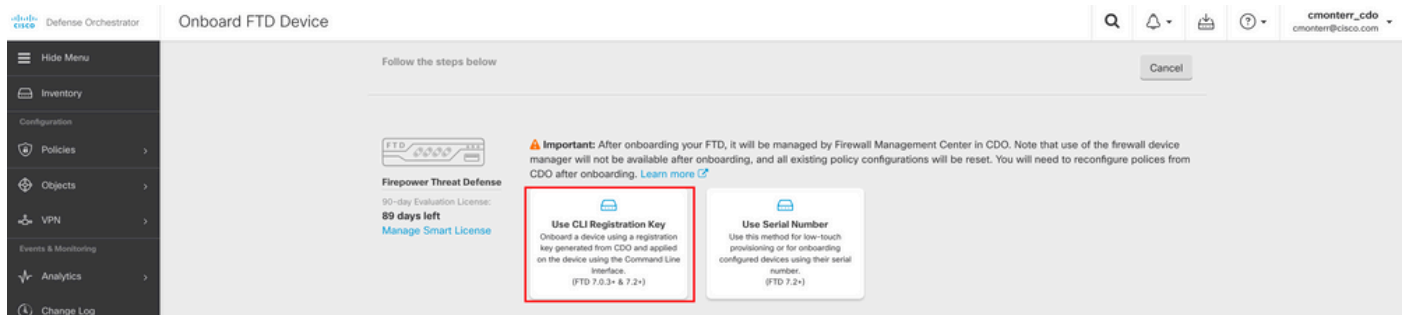 cisco Defense Orchestrator
Onboard FTD Device
cmonterr_cdo
cmonterr@cisco.com
Hide Menu
Inventory
Configuration
Policies
Objects
VPN
Events & Monitoring
Analytics
Change Log
Follow the steps below
Cancel
FTD
Firepower Threat Defense
90-day Evaluation License:
89 days left
Manage Smart License
Important: After onboarding your FTD, it will be managed by Firewall Management Center in CDO. Note that use of the firewall device
manager will not be available after onboarding, and all existing policy configurations will be reset. You will need to reconfigure polices from
CDO after onboarding. Learn more
Use CLI Registration Key
Onboard a device using a registration
key generated from CDO and applied
on the device using the Command Line
Interface.
(FTD 7.0.3+ & 7.2+)
Use Serial Number
Use this method for low-touch
provisioning or for onboarding
configured devices using their serial
number.
(FTD 7.2+)